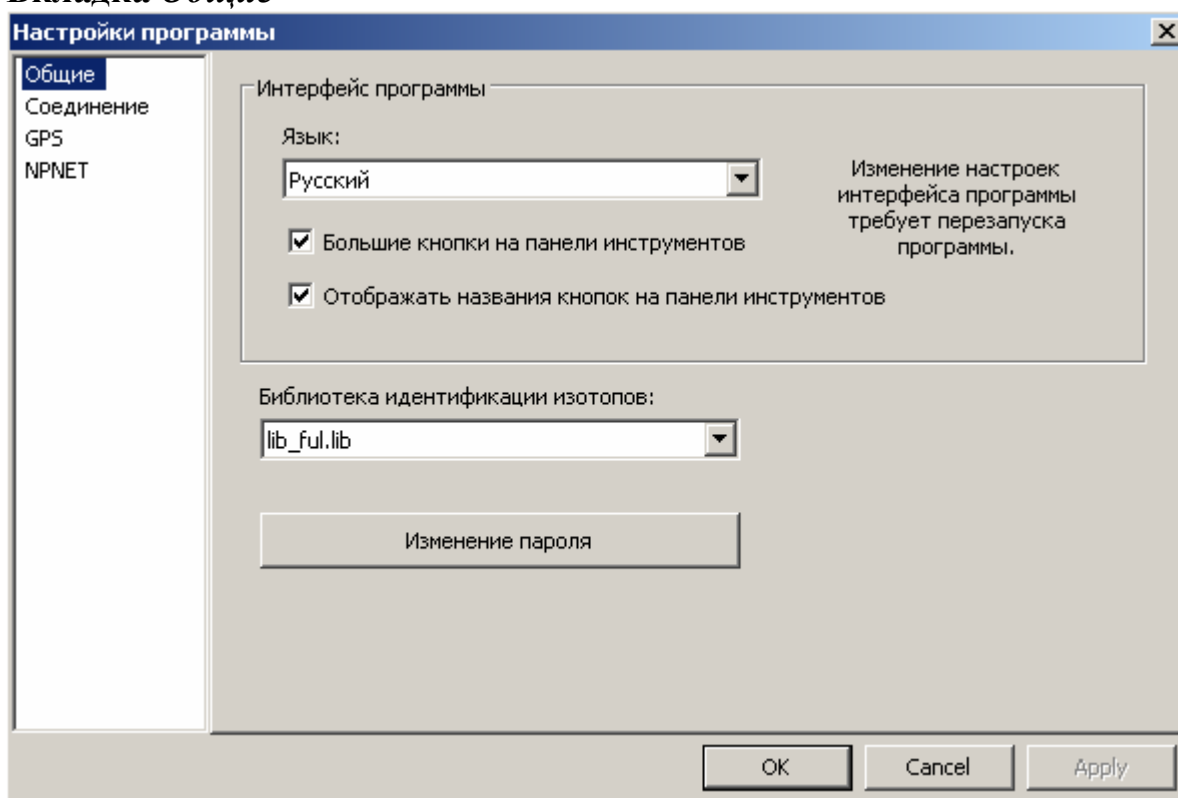 Вкладка Общие
Настройки программы
Общие
Соединение
GPS
NPNET
Интерфейс программы
Язык:
Русский
Изменение настроек
интерфейса программы
требует перезапуска
программы.
Большие кнопки на панели инструментов
Отображать названия кнопок на панели инструментов
Библиотека идентификации изотопов:
lib_ful.lib
Изменение пароля
OK
Cancel
Apply